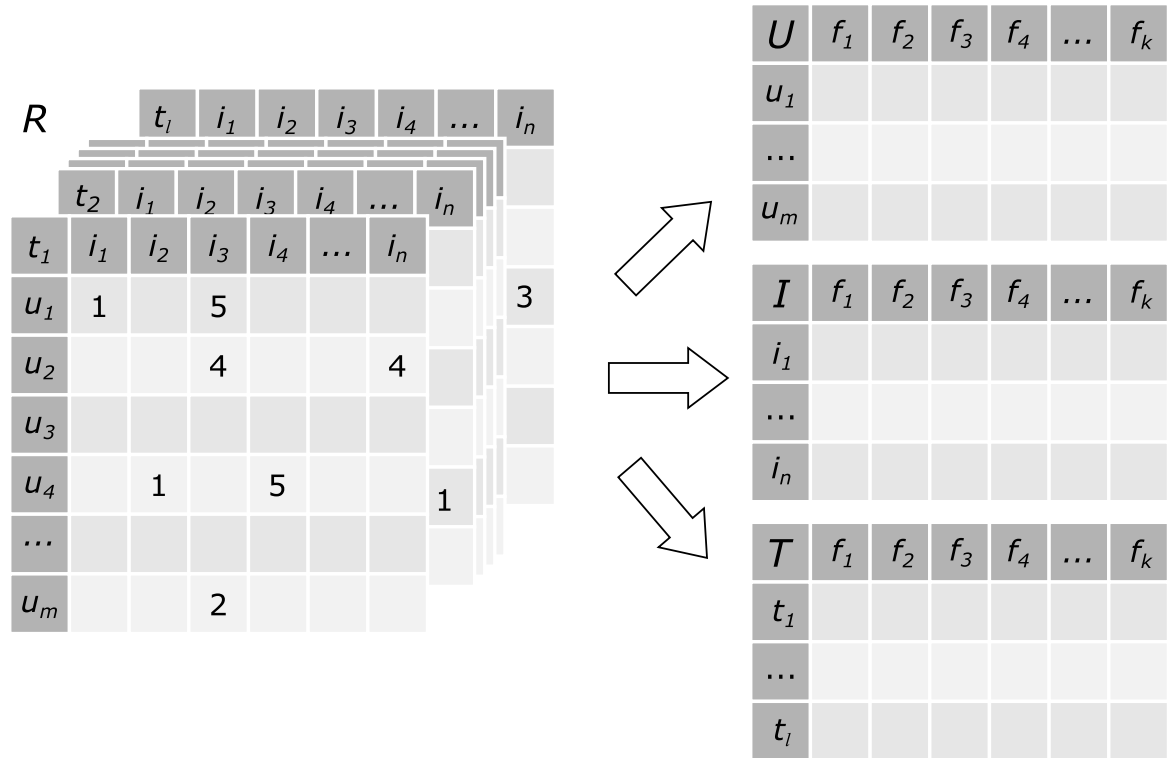 R
t_l i_1 i_2 i_3 i_4 ... i_n
t_2 i_1 i_2 i_3 i_4 ... i_n
t_1 i_1 i_2 i_3 i_4 ... i_n
u_1 1 5
3
u_2 4 4
u_3
u_4 1 5
1
...
u_m 2
U f_1 f_2 f_3 f_4 ... f_k
u_1
...
u_m
I f_1 f_2 f_3 f_4 ... f_k
i_1
...
i_n
T f_1 f_2 f_3 f_4 ... f_k
t_1
...
t_l